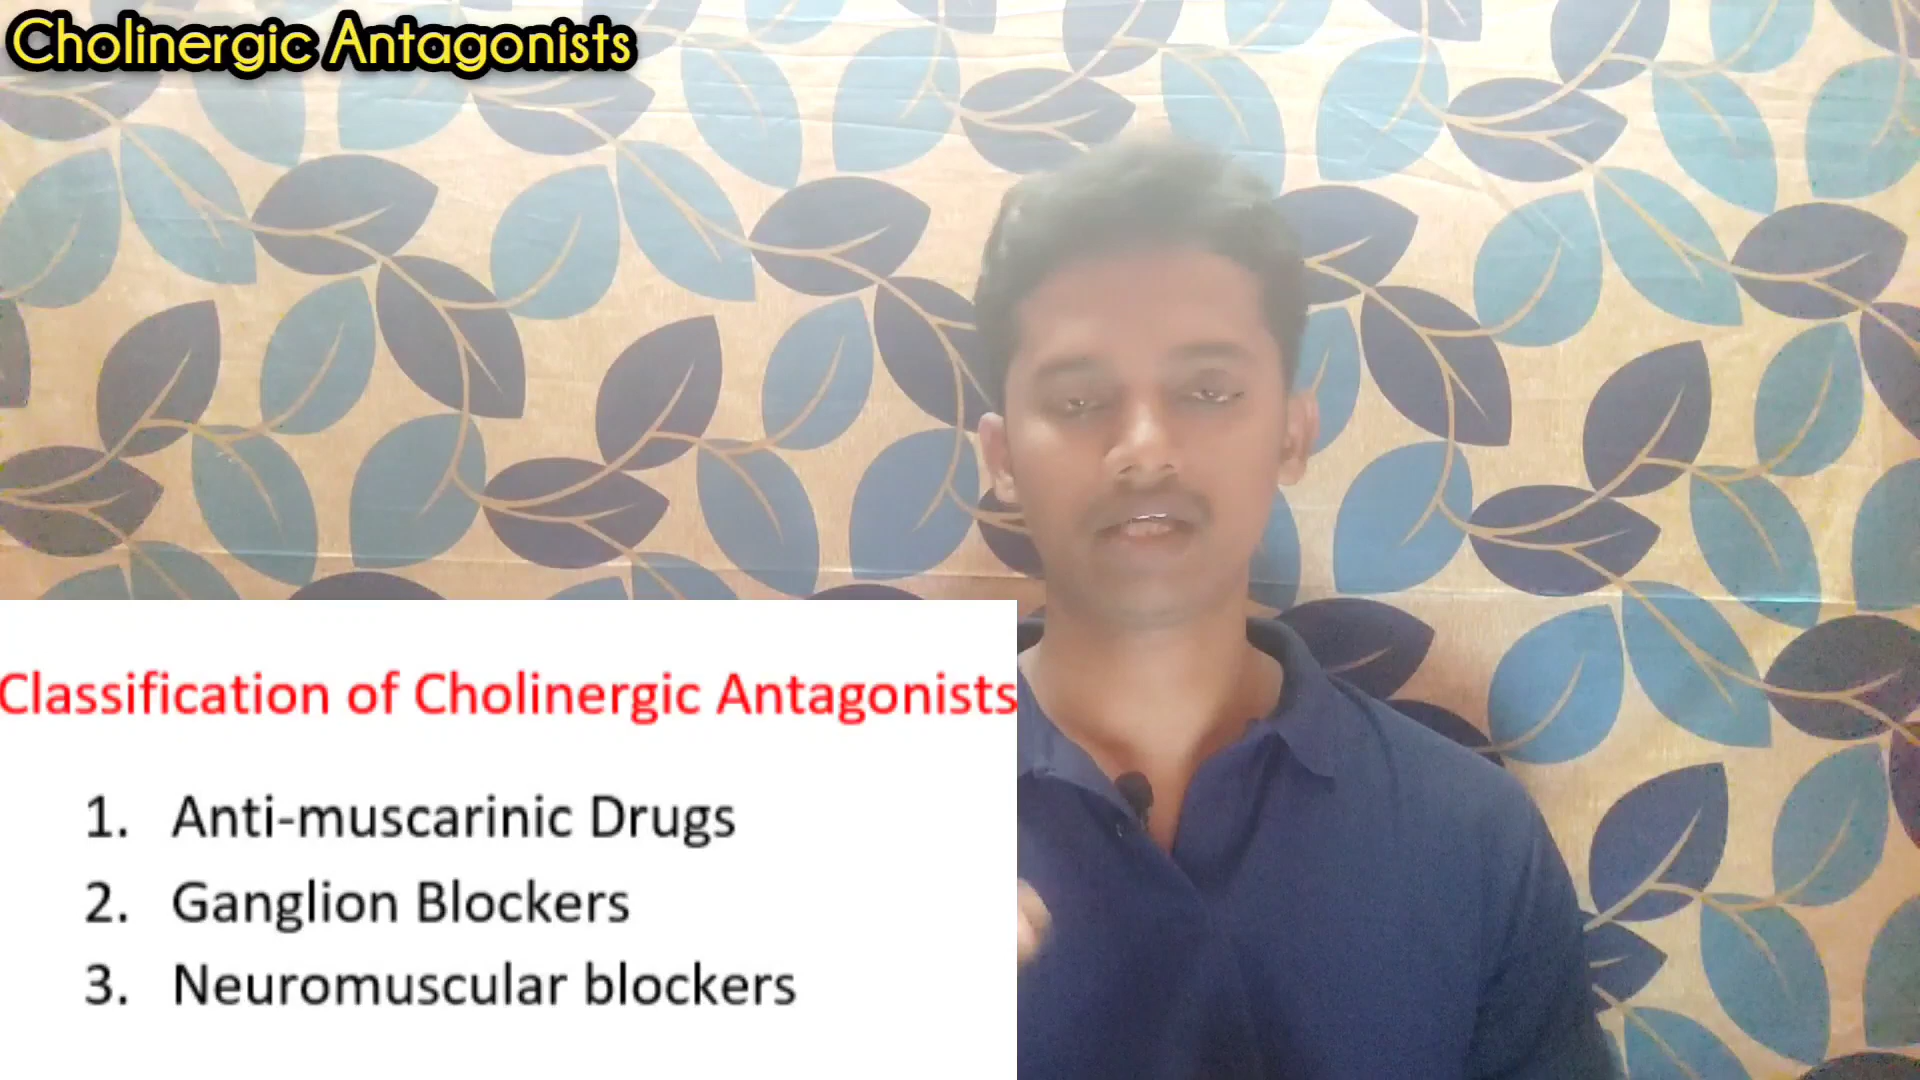 Cholinergic Antagonists
Classification of Cholinergic Antagonists
1. Anti-muscarinic Drugs
2. Ganglion Blockers
3. Neuromuscular blockers